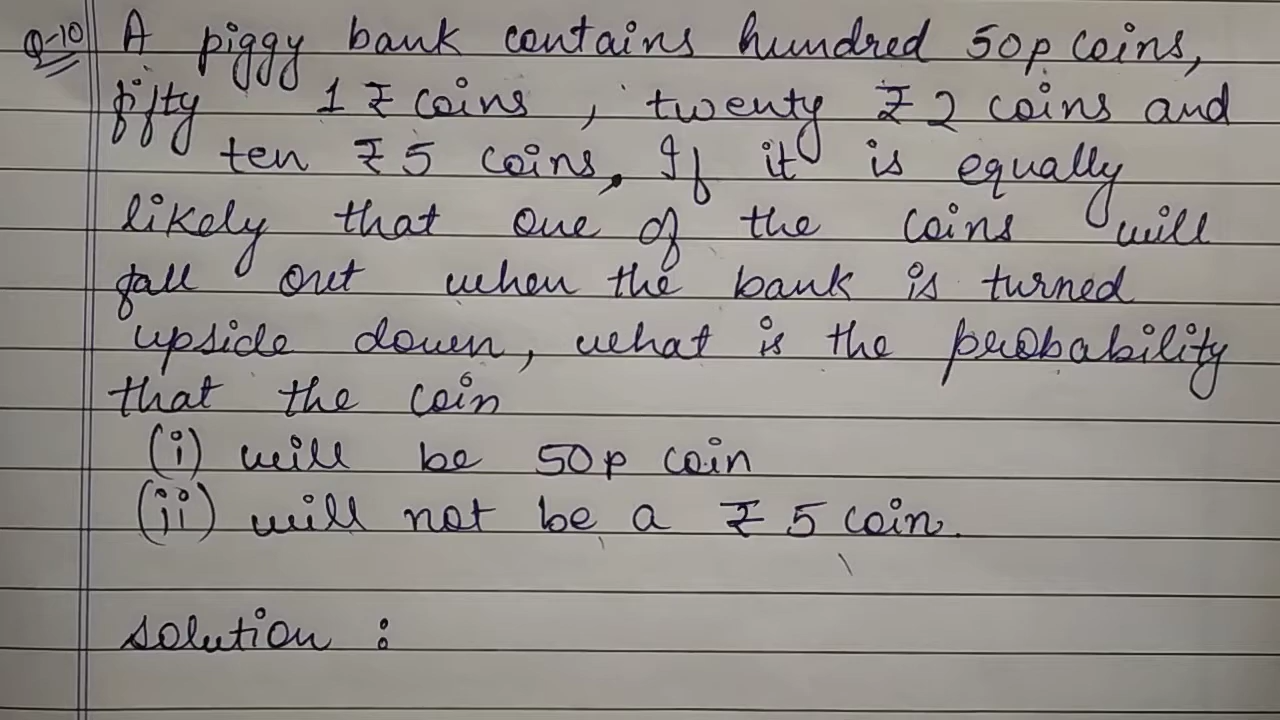 Q-10 A piggy bank contains hundred 50p coins,
fifty 1 ₹ coins, twenty ₹ 2 coins and
ten ₹ 5 coins. If it is equally
likely that one of the coins will
fall out when the bank is turned
upside down, what is the probability
that the coin
(i) will be 50p coin
(ii) will not be a ₹ 5 coin.
solution :